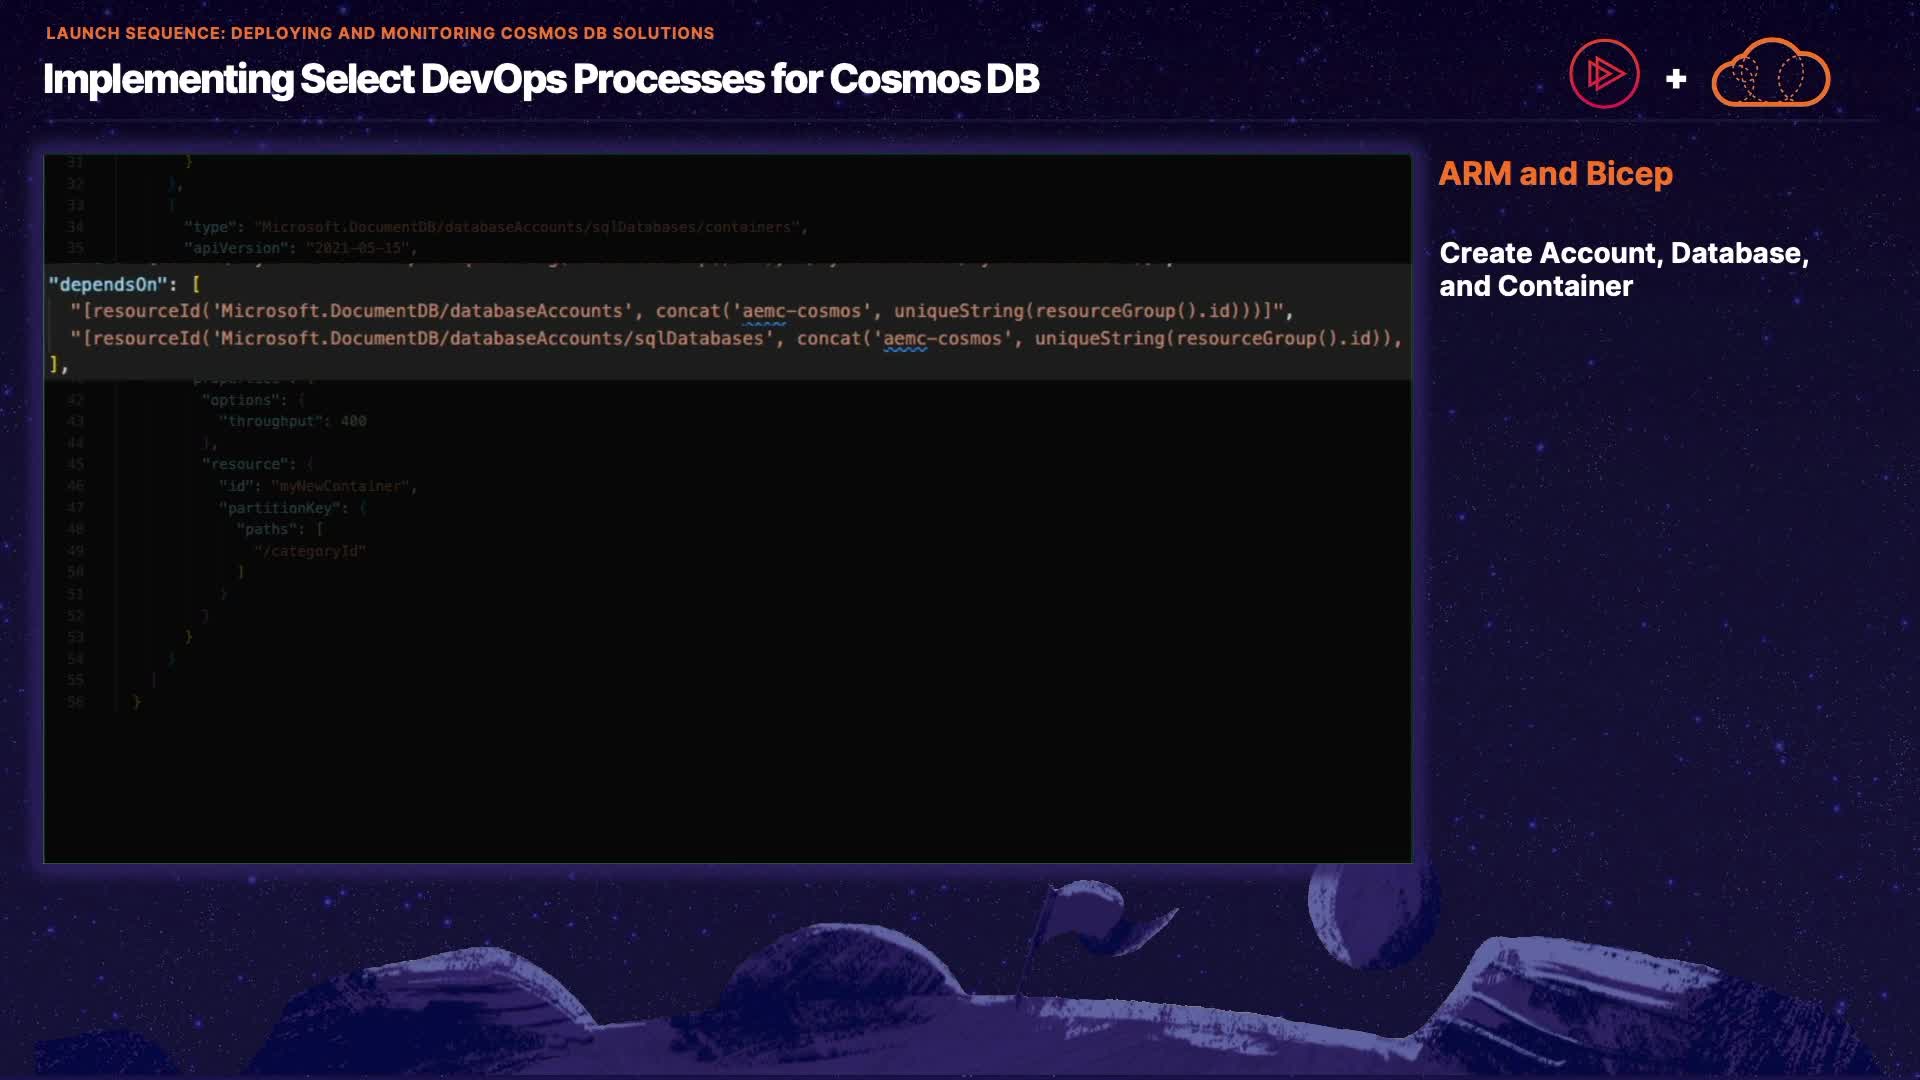 LAUNCH SEQUENCE: DEPLOYING AND MONITORING COSMOS DB SOLUTIONS
Implementing Select DevOps Processes for Cosmos DB
+
31 }
32 },
33 {
34 "type": "Microsoft.DocumentDB/databaseAccounts/sqlDatabases/containers",
35 "apiVersion": "2021-05-15",
"dependsOn": [
"[resourceId('Microsoft.DocumentDB/databaseAccounts', concat('aemc-cosmos', uniqueString(resourceGroup().id)))]",
"[resourceId('Microsoft.DocumentDB/databaseAccounts/sqlDatabases', concat('aemc-cosmos', uniqueString(resourceGroup().id)),
],
42 "options": {
43 "throughput": 400
44 },
45 "resource": {
46 "id": "myNewContainer",
47 "partitionKey": {
48 "paths": [
49 "/categoryId"
50 ]
51 }
52 }
53 }
54 }
55 ]
56 }
ARM and Bicep
Create Account, Database,
and Container